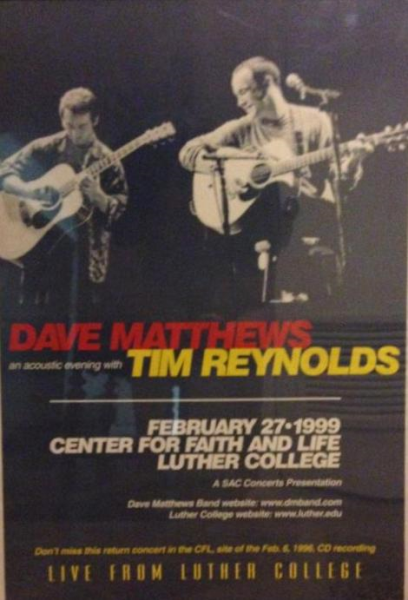 DAVE MATTHEWS
an acoustic evening with TIM REYNOLDS
FEBRUARY 27•1999
CENTER FOR FAITH AND LIFE
LUTHER COLLEGE
A SAC Concerts Presentation
Dave Matthews Band website: www.dmband.com
Luther College website: www.luther.edu
Don't miss this return concert in the CFL, site of the Feb. 6, 1996, CD recording
LIVE FROM LUTHER COLLEGE